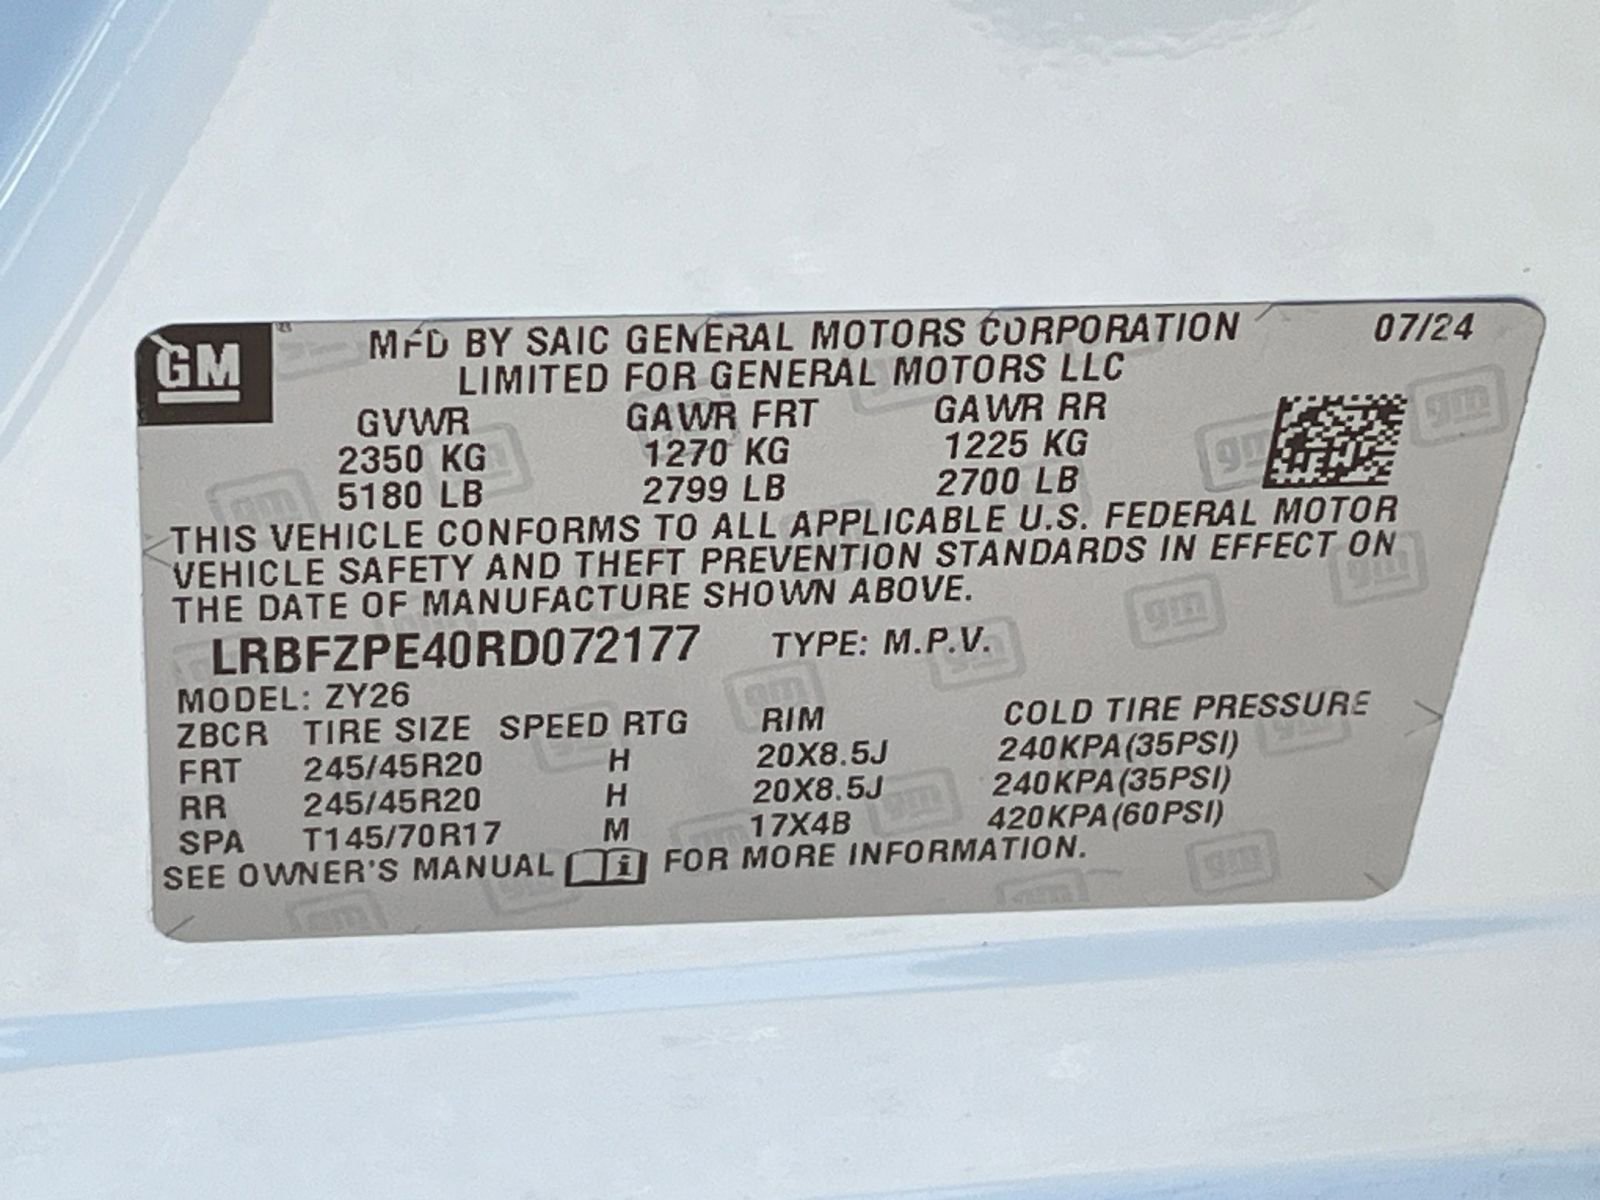 GM
MFD BY SAIC GENERAL MOTORS CORPORATION 07/24
LIMITED FOR GENERAL MOTORS LLC
GVWR GAWR FRT GAWR RR
2350 KG 1270 KG 1225 KG
5180 LB 2799 LB 2700 LB
THIS VEHICLE CONFORMS TO ALL APPLICABLE U.S. FEDERAL MOTOR
VEHICLE SAFETY AND THEFT PREVENTION STANDARDS IN EFFECT ON
THE DATE OF MANUFACTURE SHOWN ABOVE.
LRBFZPE40RD072177 TYPE: M.P.V.
MODEL: ZY26
ZBCR TIRE SIZE SPEED RTG RIM COLD TIRE PRESSURE
FRT 245/45R20 H 20X8.5J 240KPA(35PSI)
RR 245/45R20 H 20X8.5J 240KPA(35PSI)
SPA T145/70R17 M 17X4B 420KPA(60PSI)
SEE OWNER'S MANUAL i FOR MORE INFORMATION.